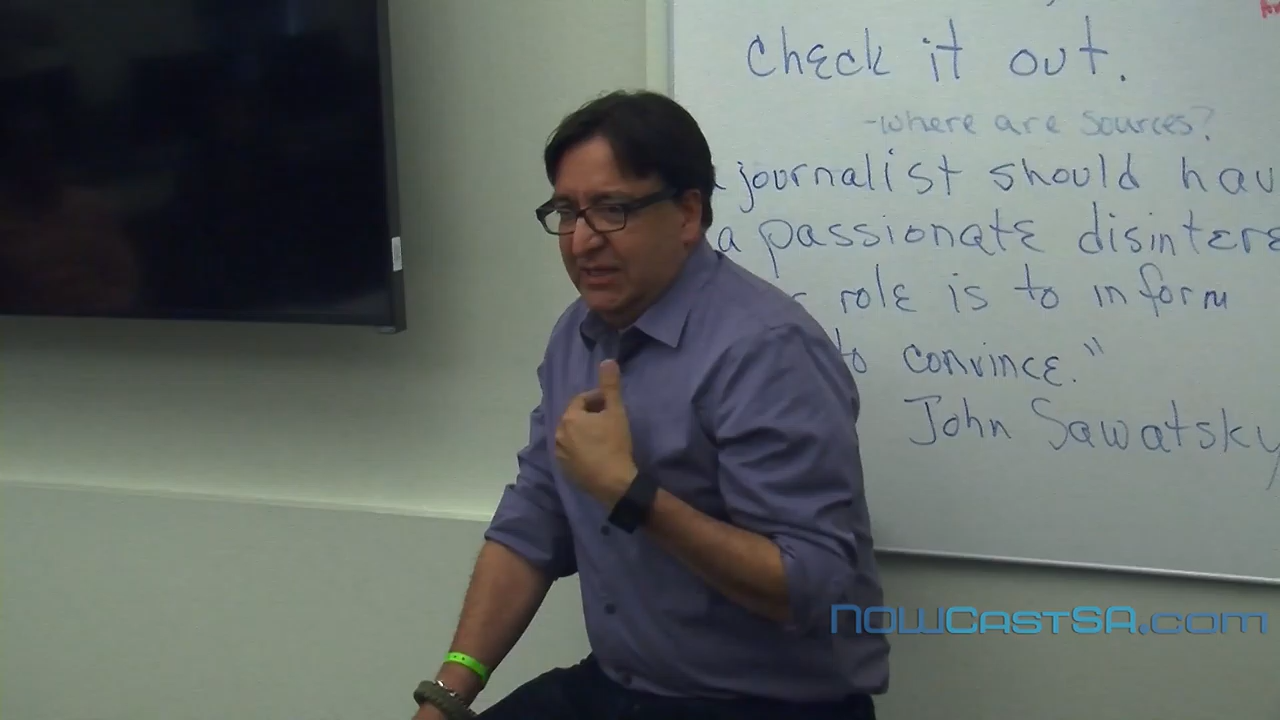 Check it out.
-where are sources?
journalist should hav
a passionate disintere
role is to inform
to convince."
John Sawatsky
NOWCastSA.com